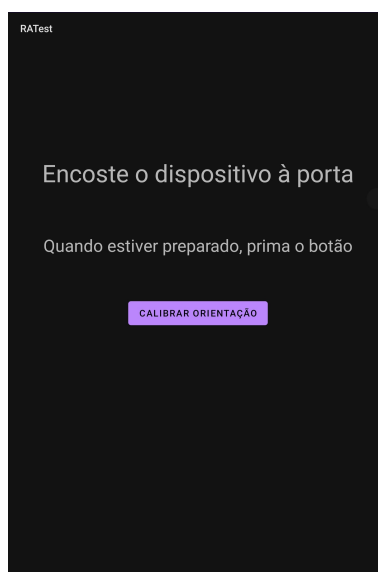 RATest
Encoste o dispositivo à porta
Quando estiver preparado, prima o botão
CALIBRAR ORIENTAÇÃO